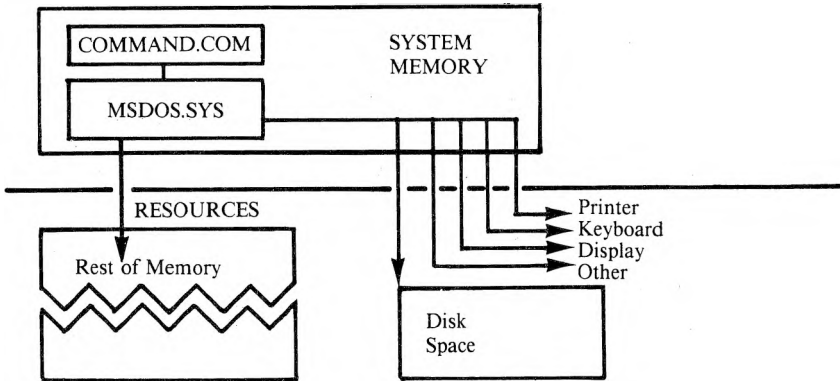 COMMAND.COM
SYSTEM
MEMORY
MSDOS.SYS
RESOURCES
Rest of Memory
Printer
Keyboard
Display
Other
Disk
Space